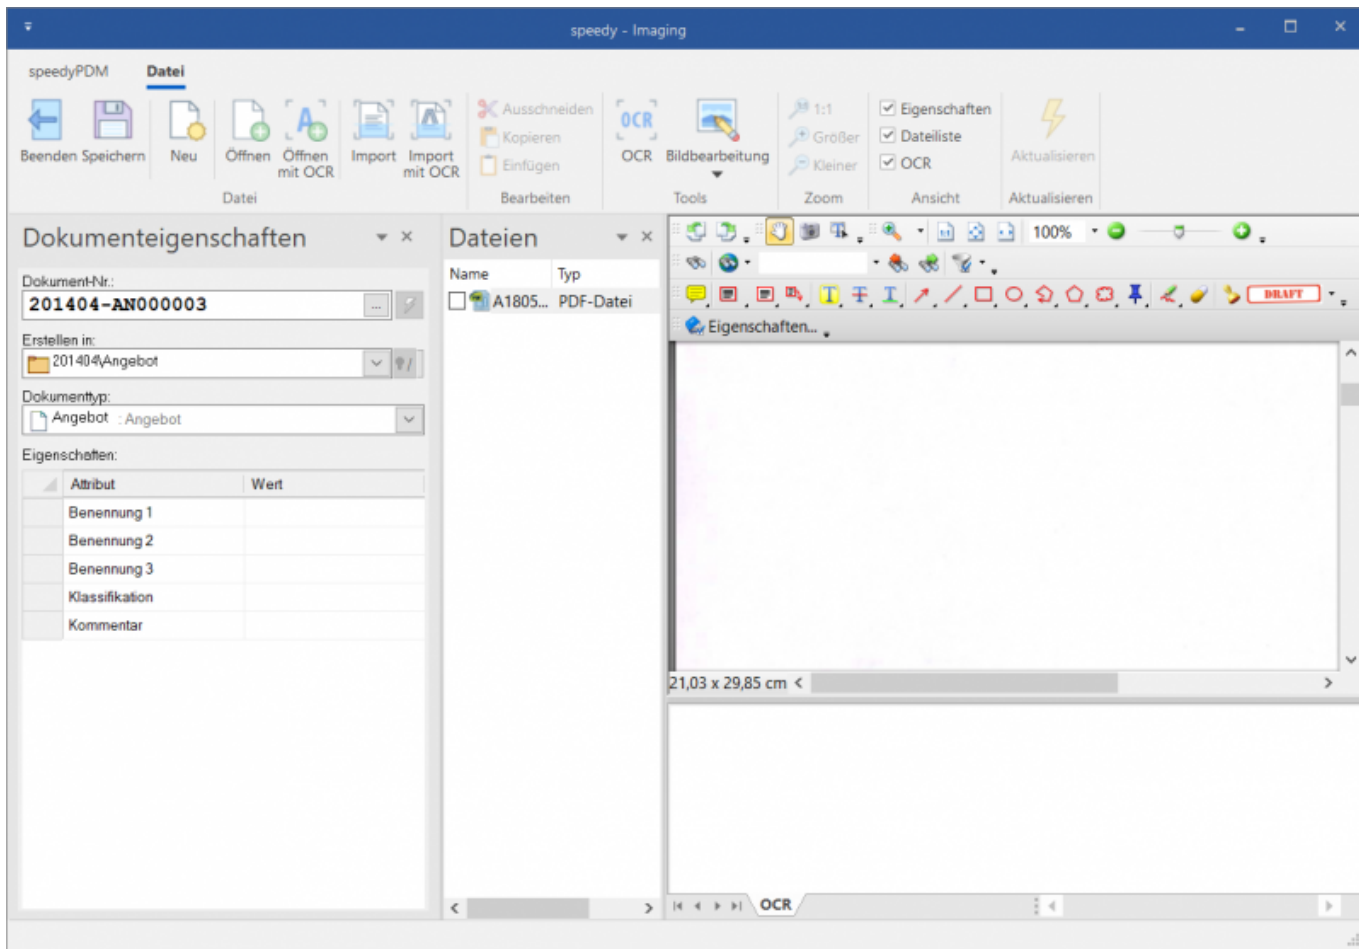 speedy - Imaging
speedyPDM Datei
Beenden Speichern Neu Öffnen Öffnen mit OCR Import Import mit OCR
Ausschneiden
Kopieren
Einfügen
OCR Bildbearbeitung
1:1
Größer
Kleiner
Eigenschaften
Dateiliste
OCR
Aktualisieren
Datei Bearbeiten Tools Zoom Ansicht Aktualisieren
Dokumenteigenschaften
Dokument-Nr.:
201404-AN000003 ...
Erstellen in:
201404\Angebot
Dokumenttyp:
Angebot : Angebot
Eigenschaften:
Attribut Wert
Benennung 1
Benennung 2
Benennung 3
Klassifikation
Kommentar
Dateien
Name Typ
A1805... PDF-Datei
100%
DRAFT
Eigenschaften...
21,03 x 29,85 cm
OCR